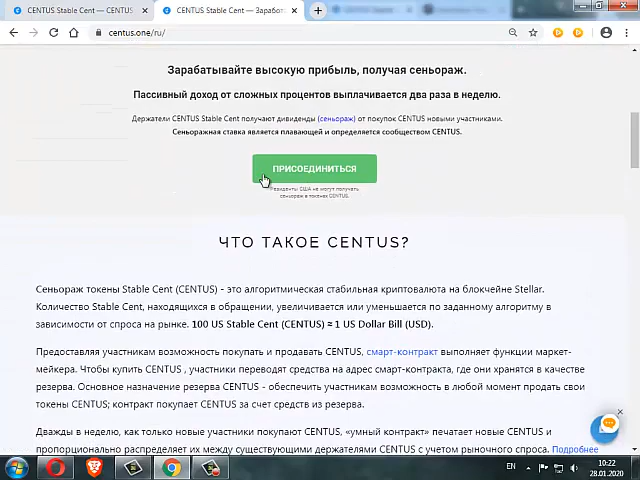 CENTUS Stable Cent — CENTUS
CENTUS Stable Cent — Заработ
centus.one/ru/
Зарабатывайте высокую прибыль, получая сеньораж.
Пассивный доход от сложных процентов выплачивается два раза в неделю.
Держатели CENTUS Stable Cent получают дивиденды (сеньораж) от покупок CENTUS новыми участниками.
Сеньоражная ставка является плавающей и определяется сообществом CENTUS.
ПРИСОЕДИНИТЬСЯ
езиденты США не могут получать
сеньораж в токенах CENTUS.
ЧТО ТАКОЕ CENTUS?
Сеньораж токены Stable Cent (CENTUS) - это алгоритмическая стабильная криптовалюта на блокчейне Stellar.
Количество Stable Cent, находящихся в обращении, увеличивается или уменьшается по заданному алгоритму в
зависимости от спроса на рынке. 100 US Stable Cent (CENTUS) ≈ 1 US Dollar Bill (USD).
Предоставляя участникам возможность покупать и продавать CENTUS, смарт-контракт выполняет функции маркет-
мейкера. Чтобы купить CENTUS , участники переводят средства на адрес смарт-контракта, где они хранятся в качестве
резерва. Основное назначение резерва CENTUS - обеспечить участникам возможность в любой момент продать свои
токены CENTUS; контракт покупает CENTUS за счет средств из резерва.
Дважды в неделю, как только новые участники покупают CENTUS, «умный контракт» печатает новые CENTUS и
пропорционально распределяет их между существующими держателями CENTUS с учетом рыночного спроса. Подробнее
EN
10:22
28.01.2020